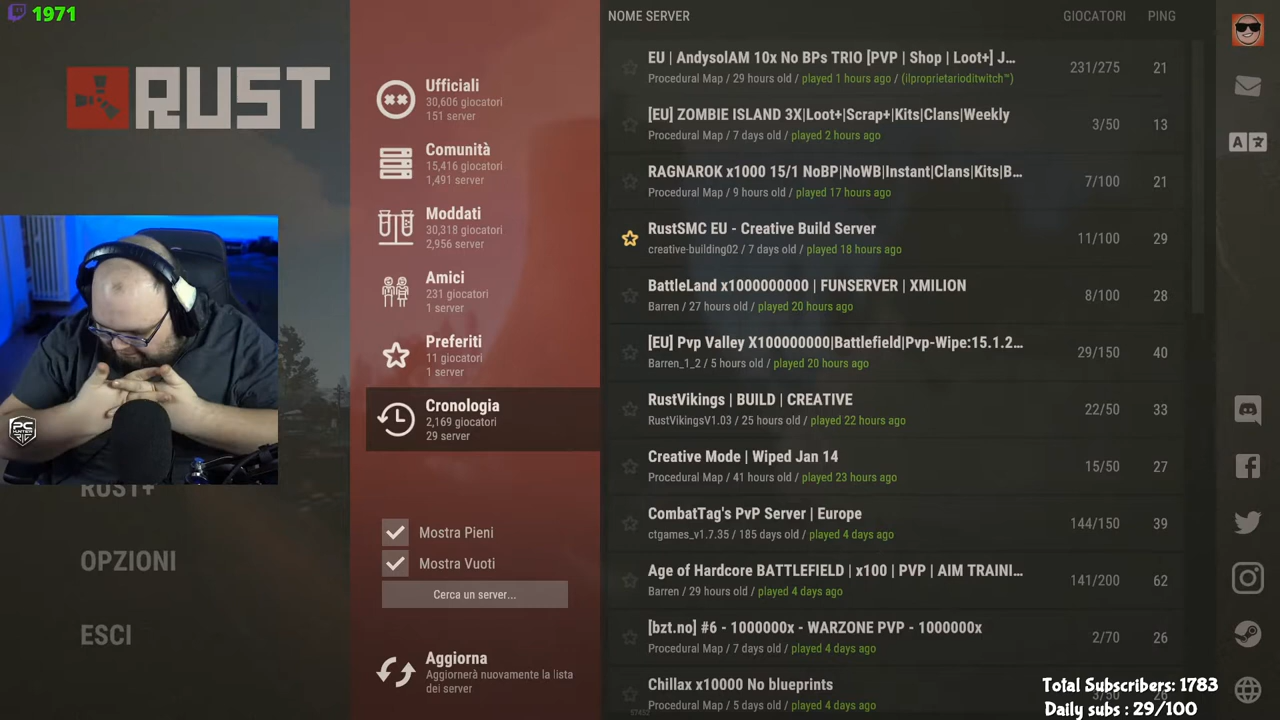 1971
RUST
RUST+
OPZIONI
ESCI
PC
HUNTER
Ufficiali
30,606 giocatori
151 server
Comunità
15,416 giocatori
1,491 server
Moddati
30,318 giocatori
2,956 server
Amici
231 giocatori
1 server
Preferiti
11 giocatori
1 server
Cronologia
2,169 giocatori
29 server
Mostra Pieni
Mostra Vuoti
Cerca un server...
Aggiorna
Aggiornerà nuovamente la lista
dei server
NOME SERVER GIOCATORI PING
EU | AndysolAM 10x No BPs TRIO [PVP | Shop | Loot+] J... 231/275 21
Procedural Map / 29 hours old / played 1 hours ago / (ilproprietarioditwitch™)
[EU] ZOMBIE ISLAND 3X|Loot+|Scrap+|Kits|Clans|Weekly 3/50 13
Procedural Map / 7 days old / played 2 hours ago
RAGNAROK x1000 15/1 NoBP|NoWB|Instant|Clans|Kits|B... 7/100 21
Procedural Map / 9 hours old / played 17 hours ago
RustSMC EU - Creative Build Server 11/100 29
creative-building02 / 7 days old / played 18 hours ago
BattleLand x1000000000 | FUNSERVER | XMILION 8/100 28
Barren / 27 hours old / played 20 hours ago
[EU] Pvp Valley X100000000|Battlefield|Pvp-Wipe:15.1.2... 29/150 40
Barren_1_2 / 5 hours old / played 20 hours ago
RustVikings | BUILD | CREATIVE 22/50 33
RustVikingsV1.03 / 25 hours old / played 22 hours ago
Creative Mode | Wiped Jan 14 15/50 27
Procedural Map / 41 hours old / played 23 hours ago
CombatTag's PvP Server | Europe 144/150 39
ctgames_v1.7.35 / 185 days old / played 4 days ago
Age of Hardcore BATTLEFIELD | x100 | PVP | AIM TRAINI... 141/200 62
Barren / 29 hours old / played 4 days ago
[bzt.no] #6 - 1000000x - WARZONE PVP - 1000000x 2/70 26
Procedural Map / 7 days old / played 4 days ago
Chillax x10000 No blueprints
Procedural Map / 5 days old / played 4 days ago
Total Subscribers: 1783
Daily subs : 29/100